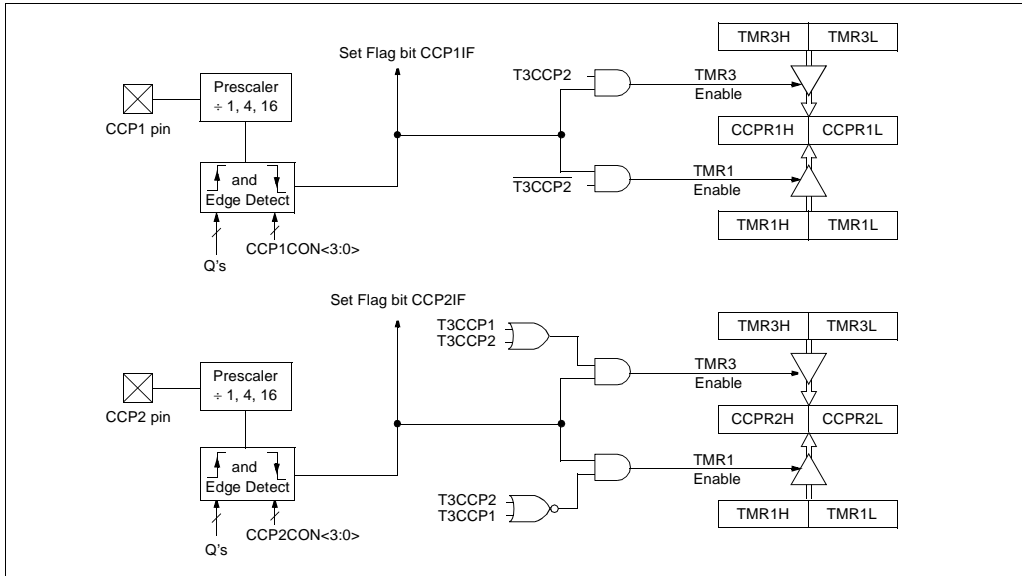 Set Flag bit CCP1IF
TMR3H TMR3L
T3CCP2
TMR3
Enable
Prescaler
÷ 1, 4, 16
CCP1 pin
CCPR1H CCPR1L
and
Edge Detect
T3CCP2
TMR1
Enable
TMR1H TMR1L
CCP1CON<3:0>
Q's
Set Flag bit CCP2IF
TMR3H TMR3L
T3CCP1
T3CCP2
TMR3
Enable
Prescaler
÷ 1, 4, 16
CCP2 pin
CCPR2H CCPR2L
and
Edge Detect
TMR1
Enable
T3CCP2
T3CCP1
TMR1H TMR1L
CCP2CON<3:0>
Q's